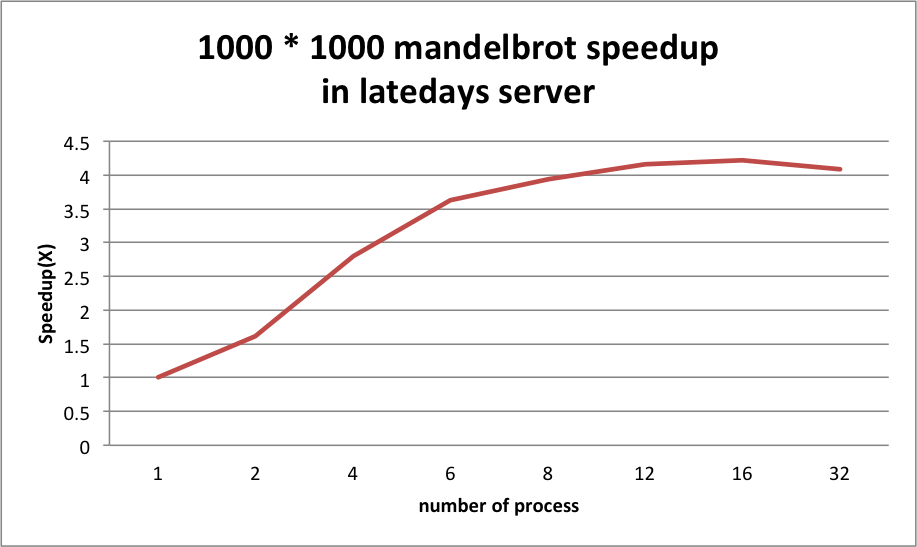 1000 * 1000 mandelbrot speedup
in latedays server
4.5
4
3.5
3
2.5
2
1.5
1
0.5
0
Speedup(X)
1 2 4 6 8 12 16 32
number of process